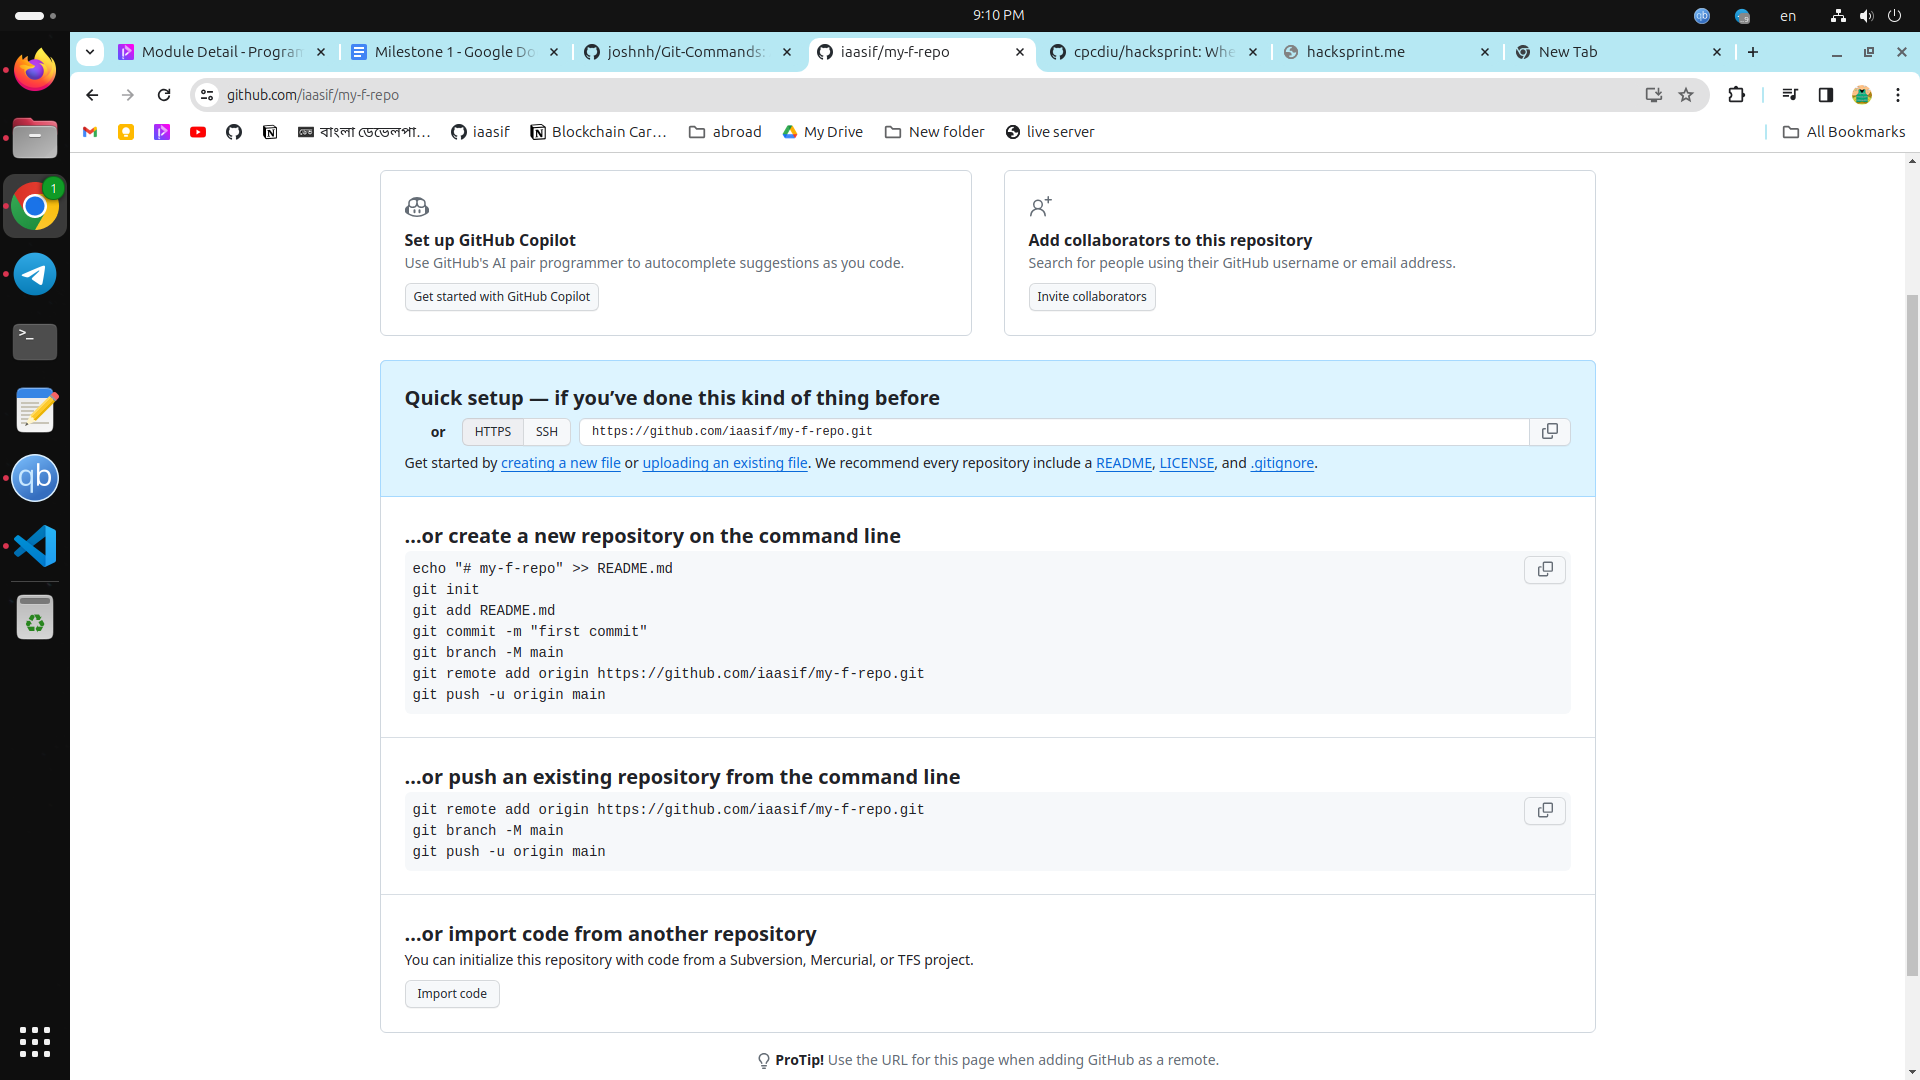 9:10 PM
qb
en
Module Detail - Program
Milestone 1 - Google Do
joshnh/Git-Commands:
iaasif/my-f-repo
cpcdiu/hacksprint: Whe
hacksprint.me
New Tab
github.com/iaasif/my-f-repo
বাংলা ডেভেলপা...
iaasif
Blockchain Car...
abroad
My Drive
New folder
live server
All Bookmarks
1
>_
qb
Set up GitHub Copilot
Use GitHub's AI pair programmer to autocomplete suggestions as you code.
Get started with GitHub Copilot
Add collaborators to this repository
Search for people using their GitHub username or email address.
Invite collaborators
Quick setup — if you’ve done this kind of thing before
or HTTPS SSH https://github.com/iaasif/my-f-repo.git
Get started by creating a new file or uploading an existing file. We recommend every repository include a README, LICENSE, and .gitignore.
…or create a new repository on the command line
echo "# my-f-repo" >> README.md
git init
git add README.md
git commit -m "first commit"
git branch -M main
git remote add origin https://github.com/iaasif/my-f-repo.git
git push -u origin main
…or push an existing repository from the command line
git remote add origin https://github.com/iaasif/my-f-repo.git
git branch -M main
git push -u origin main
…or import code from another repository
You can initialize this repository with code from a Subversion, Mercurial, or TFS project.
Import code
ProTip! Use the URL for this page when adding GitHub as a remote.